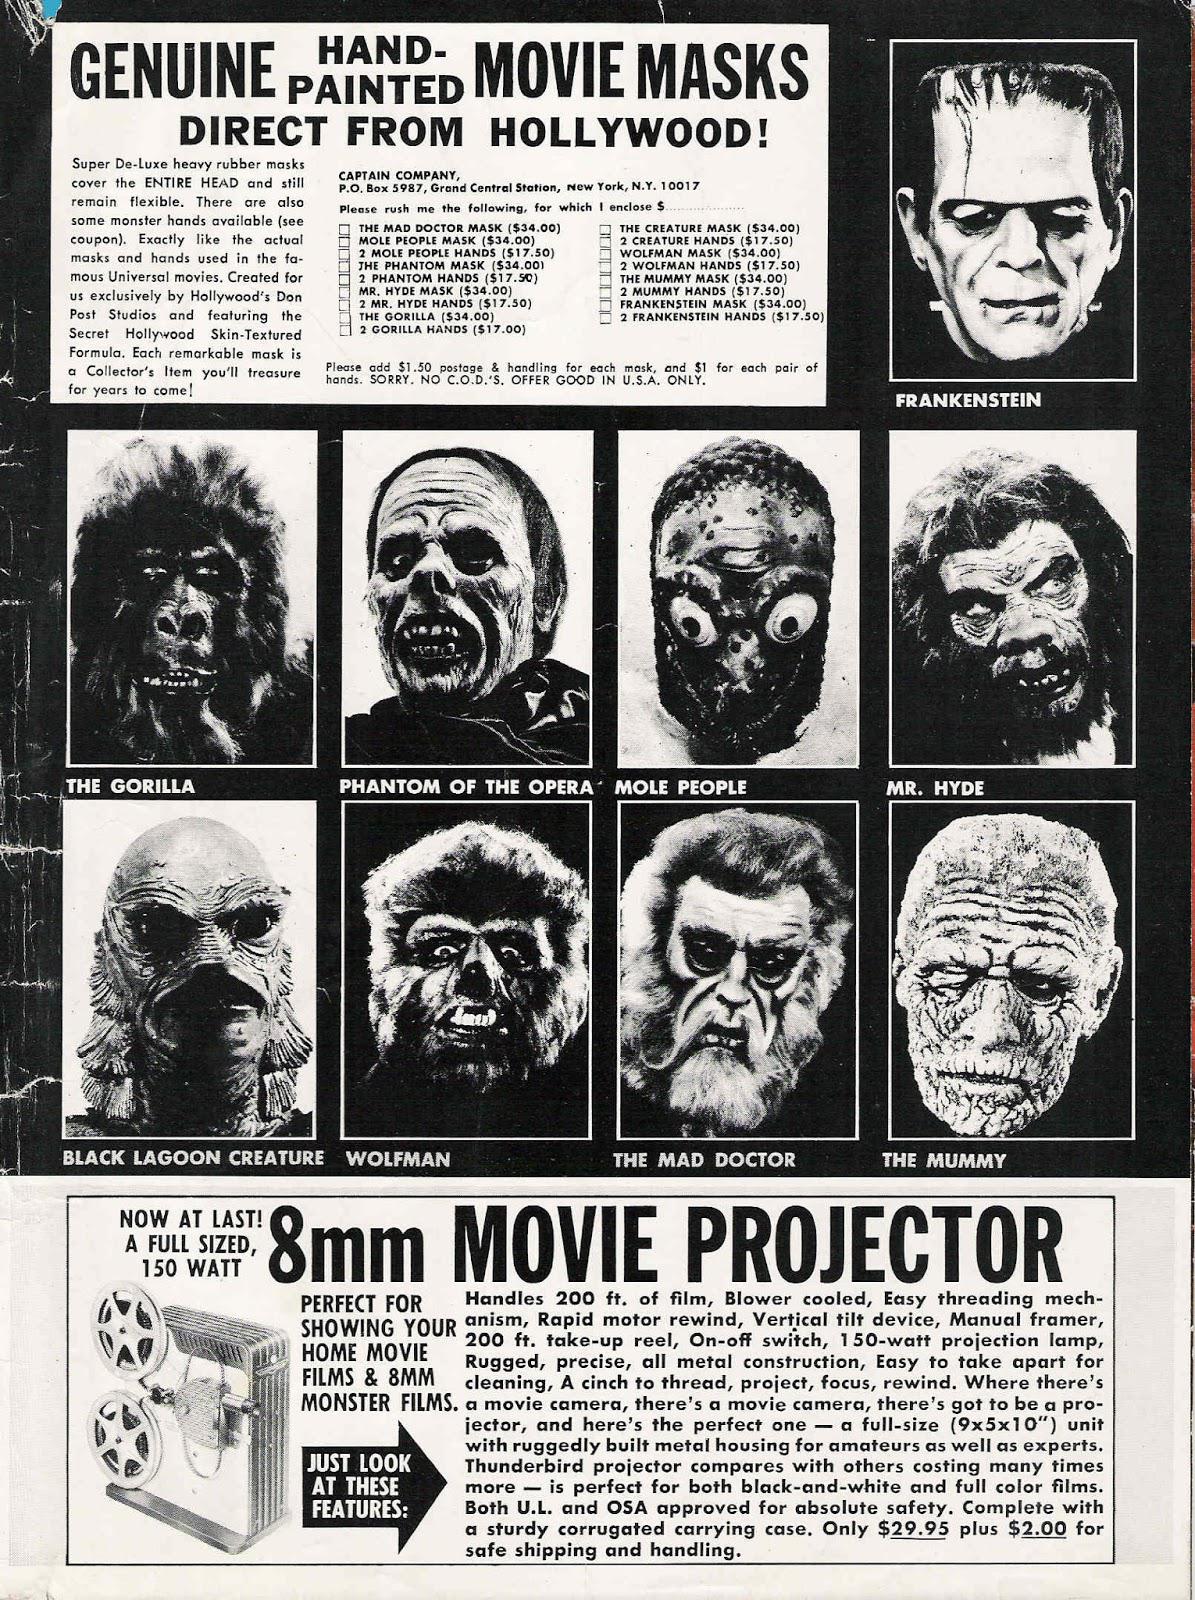 GENUINE HAND-PAINTED MOVIE MASKS
DIRECT FROM HOLLYWOOD!
Super De-Luxe heavy rubber masks
cover the ENTIRE HEAD and still
remain flexible. There are also
some monster hands available (see
coupon). Exactly like the actual
masks and hands used in the fa-
mous Universal movies. Created for
us exclusively by Hollywood's Don
Post Studios and featuring the
Secret Hollywood Skin-Textured
Formula. Each remarkable mask is
a Collector's Item you'll treasure
for years to come!
CAPTAIN COMPANY,
P.O. Box 5987, Grand Central Station, New York, N.Y. 10017
Please rush me the following, for which I enclose $....................
THE MAD DOCTOR MASK ($34.00)
MOLE PEOPLE MASK ($34.00)
2 MOLE PEOPLE HANDS ($17.50)
THE PHANTOM MASK ($34.00)
2 PHANTOM HANDS ($17.50)
MR. HYDE MASK ($34.00)
2 MR. HYDE HANDS ($17.50)
THE GORILLA ($34.00)
2 GORILLA HANDS ($17.00)
THE CREATURE MASK ($34.00)
2 CREATURE HANDS ($17.50)
WOLFMAN MASK ($34.00)
2 WOLFMAN HANDS ($17.50)
THE MUMMY MASK ($34.00)
2 MUMMY HANDS ($17.50)
FRANKENSTEIN MASK ($34.00)
2 FRANKENSTEIN HANDS ($17.50)
Please add $1.50 postage & handling for each mask, and $1 for each pair of
hands. SORRY. NO C.O.D.'S. OFFER GOOD IN U.S.A. ONLY.
FRANKENSTEIN
THE GORILLA
PHANTOM OF THE OPERA
MOLE PEOPLE
MR. HYDE
BLACK LAGOON CREATURE
WOLFMAN
THE MAD DOCTOR
THE MUMMY
NOW AT LAST!
A FULL SIZED,
150 WATT
8mm MOVIE PROJECTOR
PERFECT FOR
SHOWING YOUR
HOME MOVIE
FILMS & 8MM
MONSTER FILMS.
JUST LOOK
AT THESE
FEATURES:
Handles 200 ft. of film, Blower cooled, Easy threading mech-
anism, Rapid motor rewind, Vertical tilt device, Manual framer,
200 ft. take-up reel, On-off switch, 150-watt projection lamp,
Rugged, precise, all metal construction, Easy to take apart for
cleaning, A cinch to thread, project, focus, rewind. Where there's
a movie camera, there's a movie camera, there's got to be a pro-
jector, and here's the perfect one — a full-size (9x5x10") unit
with ruggedly built metal housing for amateurs as well as experts.
Thunderbird projector compares with others costing many times
more — is perfect for both black-and-white and full color films.
Both U.L. and OSA approved for absolute safety. Complete with
a sturdy corrugated carrying case. Only $29.95 plus $2.00 for
safe shipping and handling.